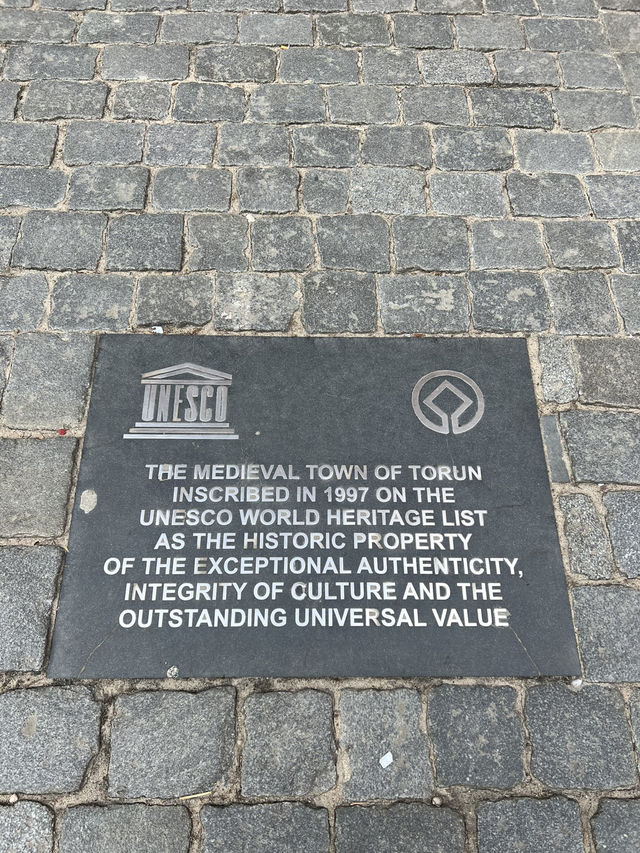 UNESCO
THE MEDIEVAL TOWN OF TORUN
INSCRIBED IN 1997 ON THE
UNESCO WORLD HERITAGE LIST
AS THE HISTORIC PROPERTY
OF THE EXCEPTIONAL AUTHENTICITY,
INTEGRITY OF CULTURE AND THE
OUTSTANDING UNIVERSAL VALUE